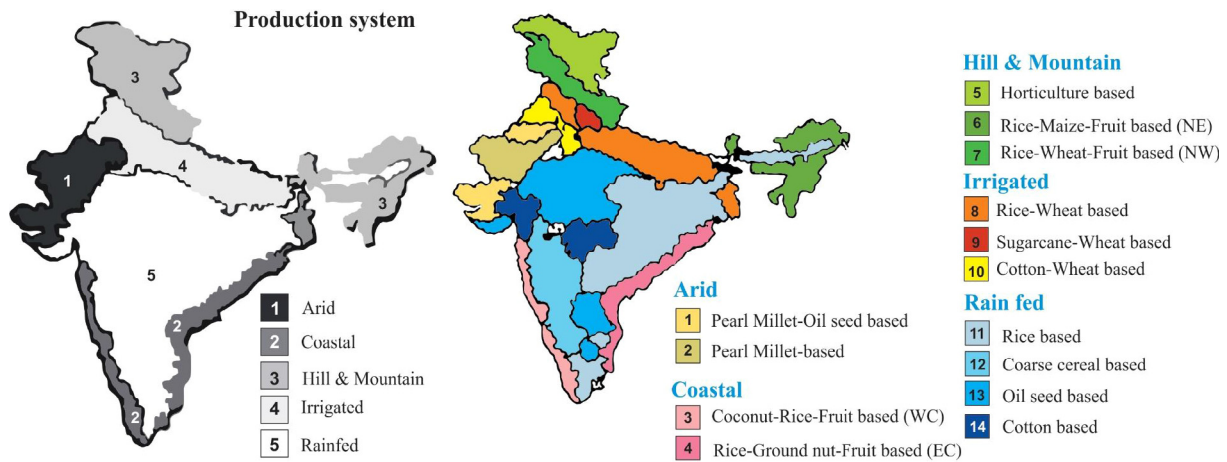 Production system
3
1
4
3
5
2
2
1 Arid
2 Coastal
3 Hill & Mountain
4 Irrigated
5 Rainfed
Arid
1 Pearl Millet-Oil seed based
2 Pearl Millet-based
Coastal
3 Coconut-Rice-Fruit based (WC)
4 Rice-Ground nut-Fruit based (EC)
Hill & Mountain
5 Horticulture based
6 Rice-Maize-Fruit based (NE)
7 Rice-Wheat-Fruit based (NW)
Irrigated
8 Rice-Wheat based
9 Sugarcane-Wheat based
10 Cotton-Wheat based
Rain fed
11 Rice based
12 Coarse cereal based
13 Oil seed based
14 Cotton based